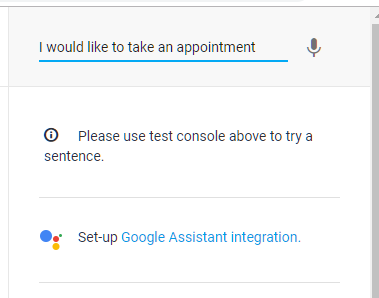 I would like to take an appointment
Please use test console above to try a
sentence.
Set-up Google Assistant integration.